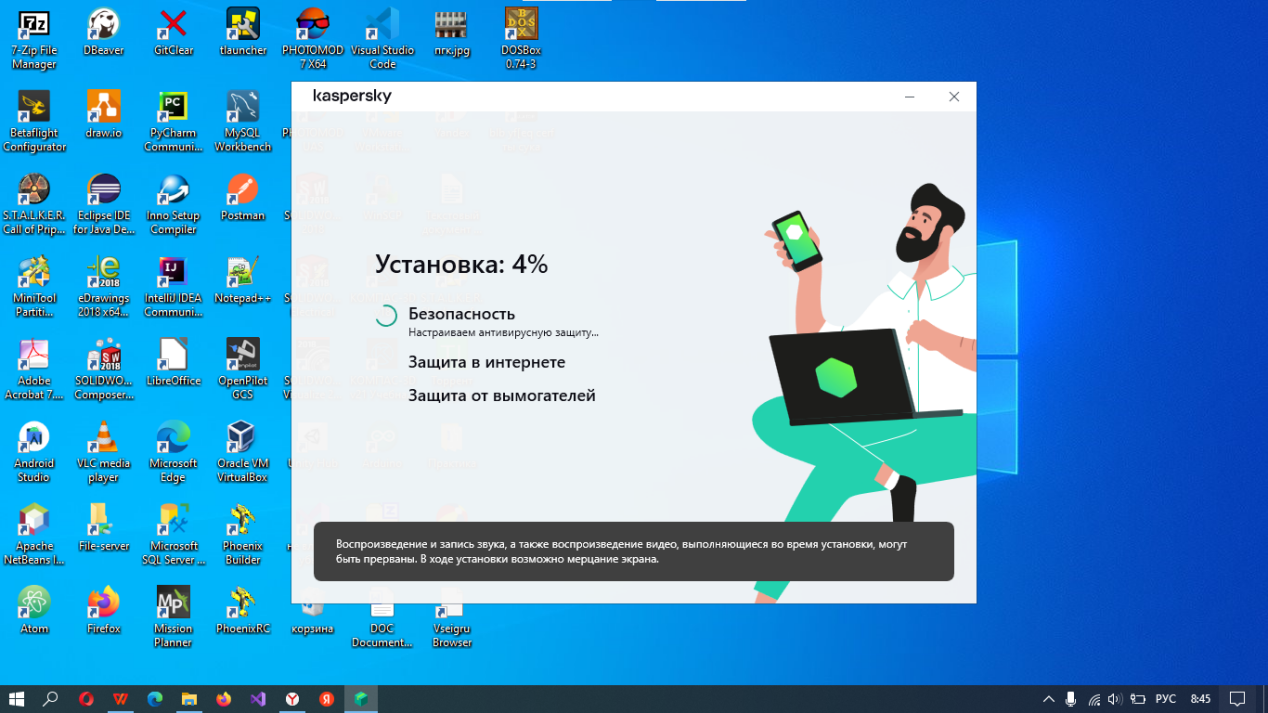 7-Zip File
Manager
DBeaver
GitClear
tlauncher
PHOTOMOD
7 X64
Visual Studio
Code
пгк.jpg
DOSBox
0.74-3
kaspersky
Betaflight
Configurator
draw.io
PyCharm
Communi...
MySQL
Workbench
S.T.A.L.K.E.R.
Call of Prip...
Eclipse IDE
for Java De...
Inno Setup
Compiler
Postman
Установка: 4%
MiniTool
Partiti...
eDrawings
2018 x64...
IntelliJ IDEA
Communi...
Notepad++
Безопасность
Настраиваем антивирусную защиту...
Защита в интернете
Защита от вымогателей
Adobe
Acrobat 7....
SOLIDWO...
Composer...
LibreOffice
OpenPilot
GCS
Android
Studio
VLC media
player
Microsoft
Edge
Oracle VM
VirtualBox
Apache
NetBeans I...
File-server
Microsoft
SQL Server ...
Phoenix
Builder
Воспроизведение и запись звука, а также воспроизведение видео, выполняющиеся во время установки, могут
быть прерваны. В ходе установки возможно мерцание экрана.
Atom
Firefox
Mission
Planner
PhoenixRC
корзина
DOC
Document...
Vseigru
Browser
РУС
8:45